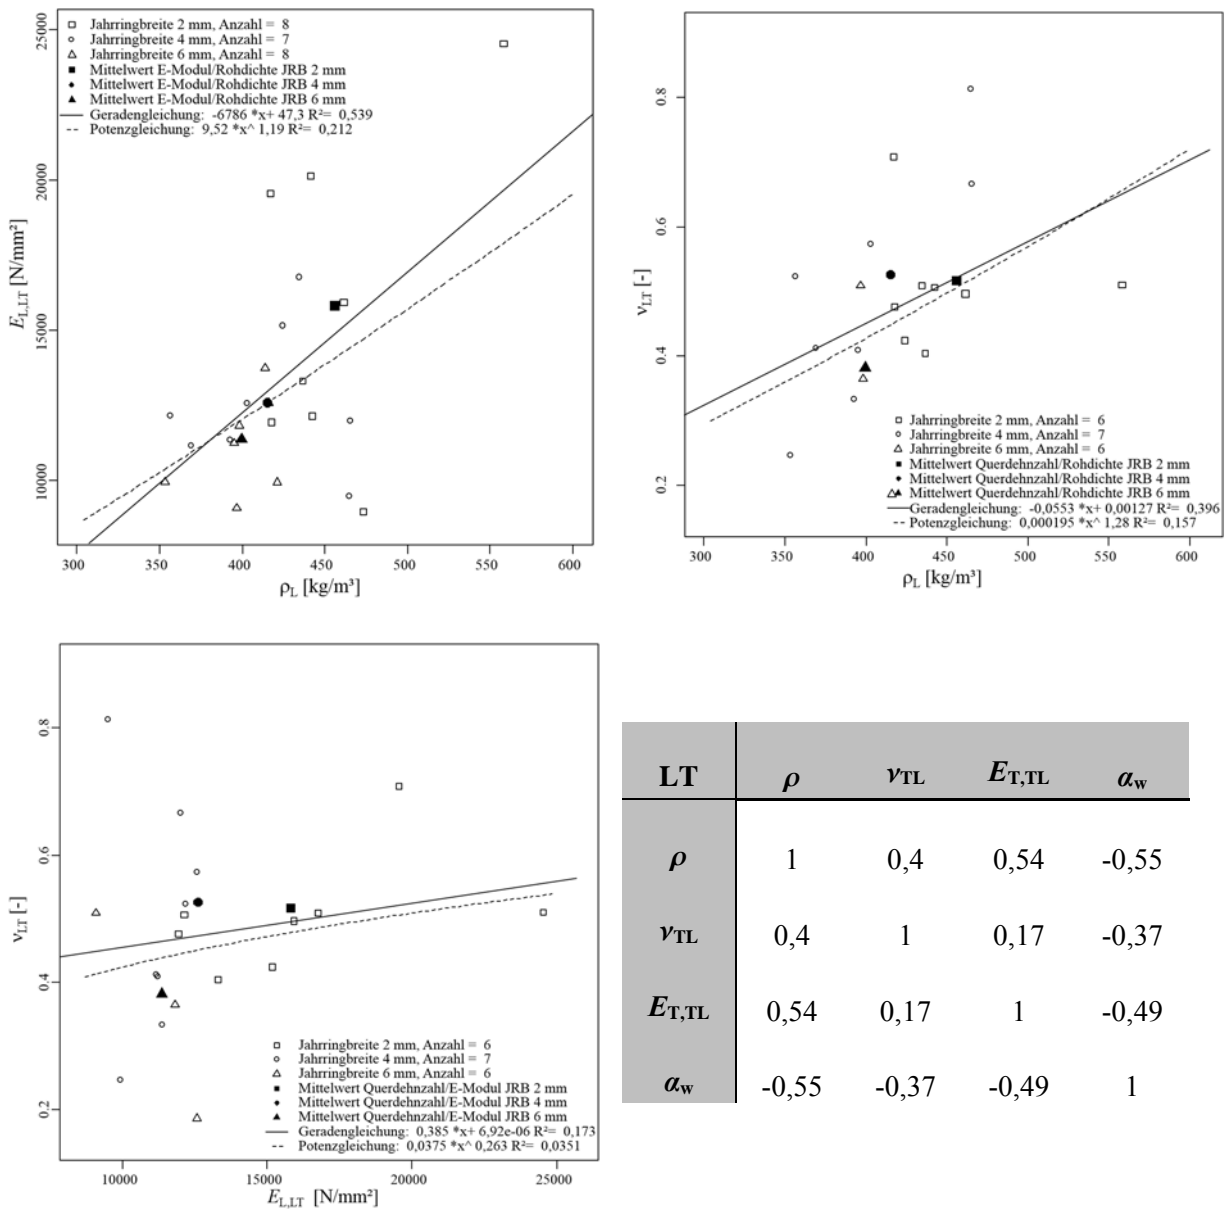 Jahrringbreite 2 mm, Anzahl = 8
Jahrringbreite 4 mm, Anzahl = 7
Jahrringbreite 6 mm, Anzahl = 8
Mittelwert E-Modul/Rohdichte JRB 2 mm
Mittelwert E-Modul/Rohdichte JRB 4 mm
Mittelwert E-Modul/Rohdichte JRB 6 mm
Geradengleichung: -6786 *x+ 47,3 R²= 0,539
Potenzgleichung: 9,52 *x^ 1,19 R²= 0,212
25000
20000
15000
10000
E_L,LT [N/mm²]
300 350 400 450 500 550 600
ρ_L [kg/m³]
0.8
0.6
0.4
0.2
ν_LT [-]
Jahrringbreite 2 mm, Anzahl = 6
Jahrringbreite 4 mm, Anzahl = 7
Jahrringbreite 6 mm, Anzahl = 6
Mittelwert Querdehnzahl/Rohdichte JRB 2 mm
Mittelwert Querdehnzahl/Rohdichte JRB 4 mm
Mittelwert Querdehnzahl/Rohdichte JRB 6 mm
Geradengleichung: -0,0553 *x+ 0,00127 R²= 0,396
Potenzgleichung: 0,000195 *x^ 1,28 R²= 0,157
300 350 400 450 500 550 600
ρ_L [kg/m³]
0.8
0.6
0.4
0.2
ν_LT [-]
Jahrringbreite 2 mm, Anzahl = 6
Jahrringbreite 4 mm, Anzahl = 7
Jahrringbreite 6 mm, Anzahl = 6
Mittelwert Querdehnzahl/E-Modul JRB 2 mm
Mittelwert Querdehnzahl/E-Modul JRB 4 mm
Mittelwert Querdehnzahl/E-Modul JRB 6 mm
Geradengleichung: 0,385 *x+ 6,92e-06 R²= 0,173
Potenzgleichung: 0,0375 *x^ 0,263 R²= 0,0351
10000 15000 20000 25000
E_L,LT [N/mm²]
LT ρ ν_TL E_T,TL α_w
ρ 1 0,4 0,54 -0,55
ν_TL 0,4 1 0,17 -0,37
E_T,TL 0,54 0,17 1 -0,49
α_w -0,55 -0,37 -0,49 1